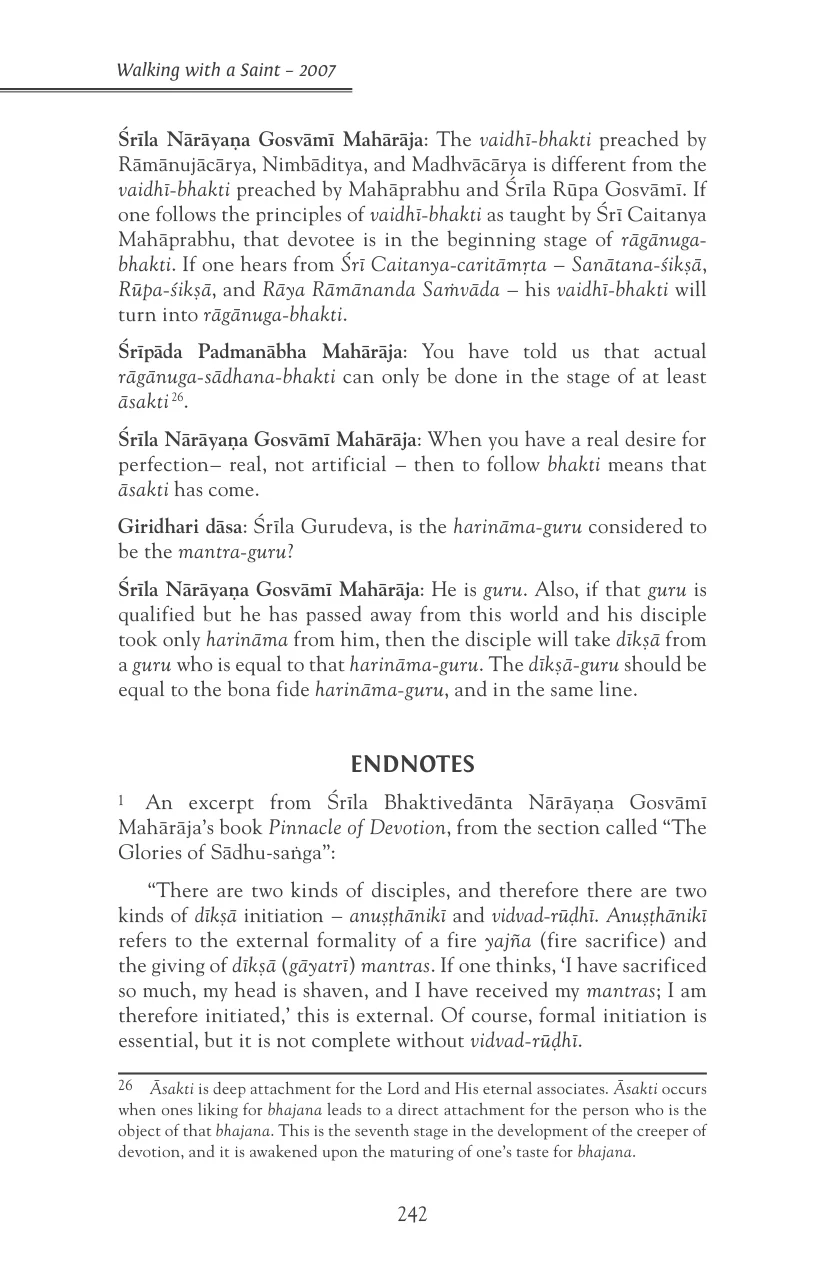 Walking with a Saint – 2007
Śrīla Nārāyaṇa Gosvāmī Mahārāja: The vaidhī-bhakti preached by
Rāmānujācārya, Nimbāditya, and Madhvācārya is different from the
vaidhī-bhakti preached by Mahāprabhu and Śrīla Rūpa Gosvāmī. If
one follows the principles of vaidhī-bhakti as taught by Śrī Caitanya
Mahāprabhu, that devotee is in the beginning stage of rāgānuga-
bhakti. If one hears from Śrī Caitanya-caritāmṛta – Sanātana-śikṣā,
Rūpa-śikṣā, and Rāya Rāmānanda Saṁvāda – his vaidhī-bhakti will
turn into rāgānuga-bhakti.
Śrīpāda Padmanābha Mahārāja: You have told us that actual
rāgānuga-sādhana-bhakti can only be done in the stage of at least
āsakti 26.
Śrīla Nārāyaṇa Gosvāmī Mahārāja: When you have a real desire for
perfection– real, not artificial – then to follow bhakti means that
āsakti has come.
Giridhari dāsa: Śrīla Gurudeva, is the harināma-guru considered to
be the mantra-guru?
Śrīla Nārāyaṇa Gosvāmī Mahārāja: He is guru. Also, if that guru is
qualified but he has passed away from this world and his disciple
took only harināma from him, then the disciple will take dīkṣā from
a guru who is equal to that harināma-guru. The dīkṣā-guru should be
equal to the bona fide harināma-guru, and in the same line.
ENDNOTES
1 An excerpt from Śrīla Bhaktivedānta Nārāyaṇa Gosvāmī
Mahārāja's book Pinnacle of Devotion, from the section called “The
Glories of Sādhu-saṅga”:
“There are two kinds of disciples, and therefore there are two
kinds of dīkṣā initiation – anuṣṭhānikī and vidvad-rūḍhī. Anuṣṭhānikī
refers to the external formality of a fire yajña (fire sacrifice) and
the giving of dīkṣā (gāyatrī) mantras. If one thinks, ‘I have sacrificed
so much, my head is shaven, and I have received my mantras; I am
therefore initiated,’ this is external. Of course, formal initiation is
essential, but it is not complete without vidvad-rūḍhī.
26 Āsakti is deep attachment for the Lord and His eternal associates. Āsakti occurs
when ones liking for bhajana leads to a direct attachment for the person who is the
object of that bhajana. This is the seventh stage in the development of the creeper of
devotion, and it is awakened upon the maturing of one’s taste for bhajana.
242